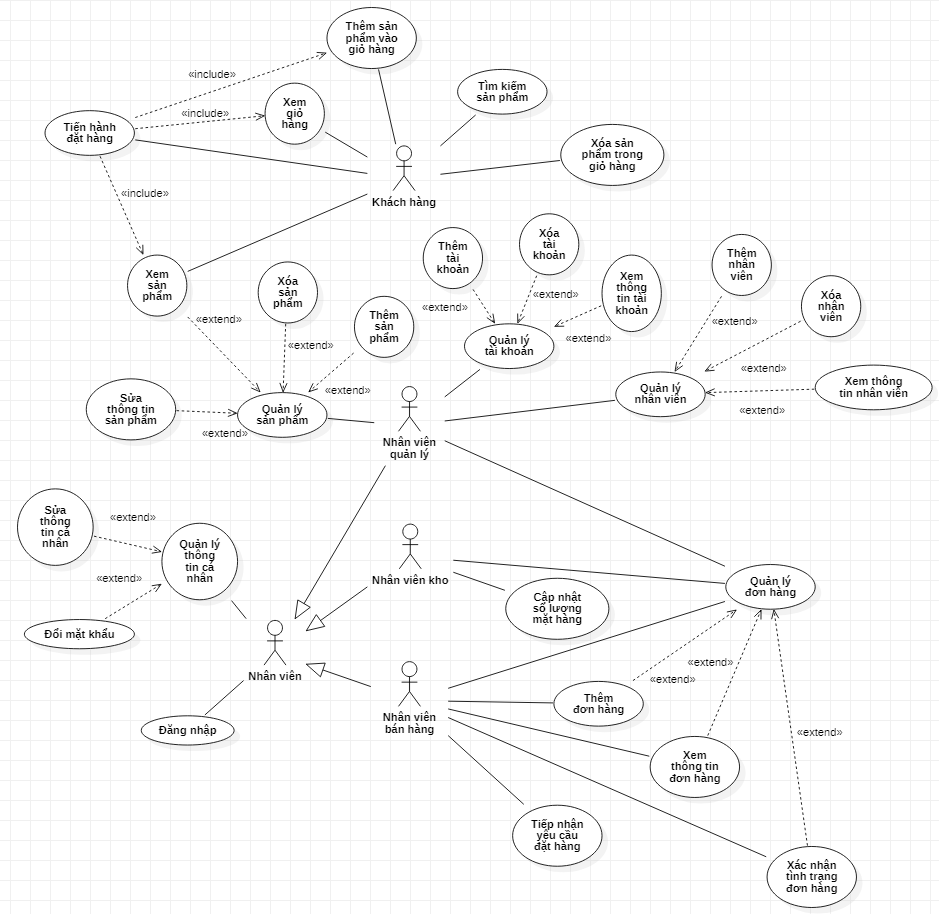 Thêm sản
phẩm vào
giỏ hàng
«include»
Tìm kiếm
sản phẩm
Xem
giỏ
hàng
«include»
Tiến hành
đặt hàng
Xóa sản
phẩm trong
giỏ hàng
Khách hàng
«include»
Xem
sản
phẩm
Xóa
sản
phẩm
Thêm
sản
phẩm
Thêm
tài
khoản
Xóa
tài
khoản
Xem
thông
tin tài
khoản
Thêm
nhân
viên
Xóa
nhân
viên
«extend»
«extend»
«extend»
«extend»
«extend»
«extend»
«extend»
«extend»
«extend»
«extend»
Quản lý
tài khoản
Sửa
thông tin
sản phẩm
Quản lý
sản phẩm
Quản lý
nhân viên
Xem thông
tin nhân viên
Nhân viên
quản lý
Sửa
thông
tin cá
nhân
«extend»
Quản lý
thông
tin cá
nhân
«extend»
Đổi mặt khẩu
Nhân viên kho
Cập nhật
số lượng
mặt hàng
Quản lý
đơn hàng
Nhân viên
Đăng nhập
Nhân viên
bán hàng
«extend»
«extend»
«extend»
Thêm
đơn hàng
Xem
thông tin
đơn hàng
Tiếp nhận
yêu cầu
đặt hàng
Xác nhận
tình trạng
đơn hàng